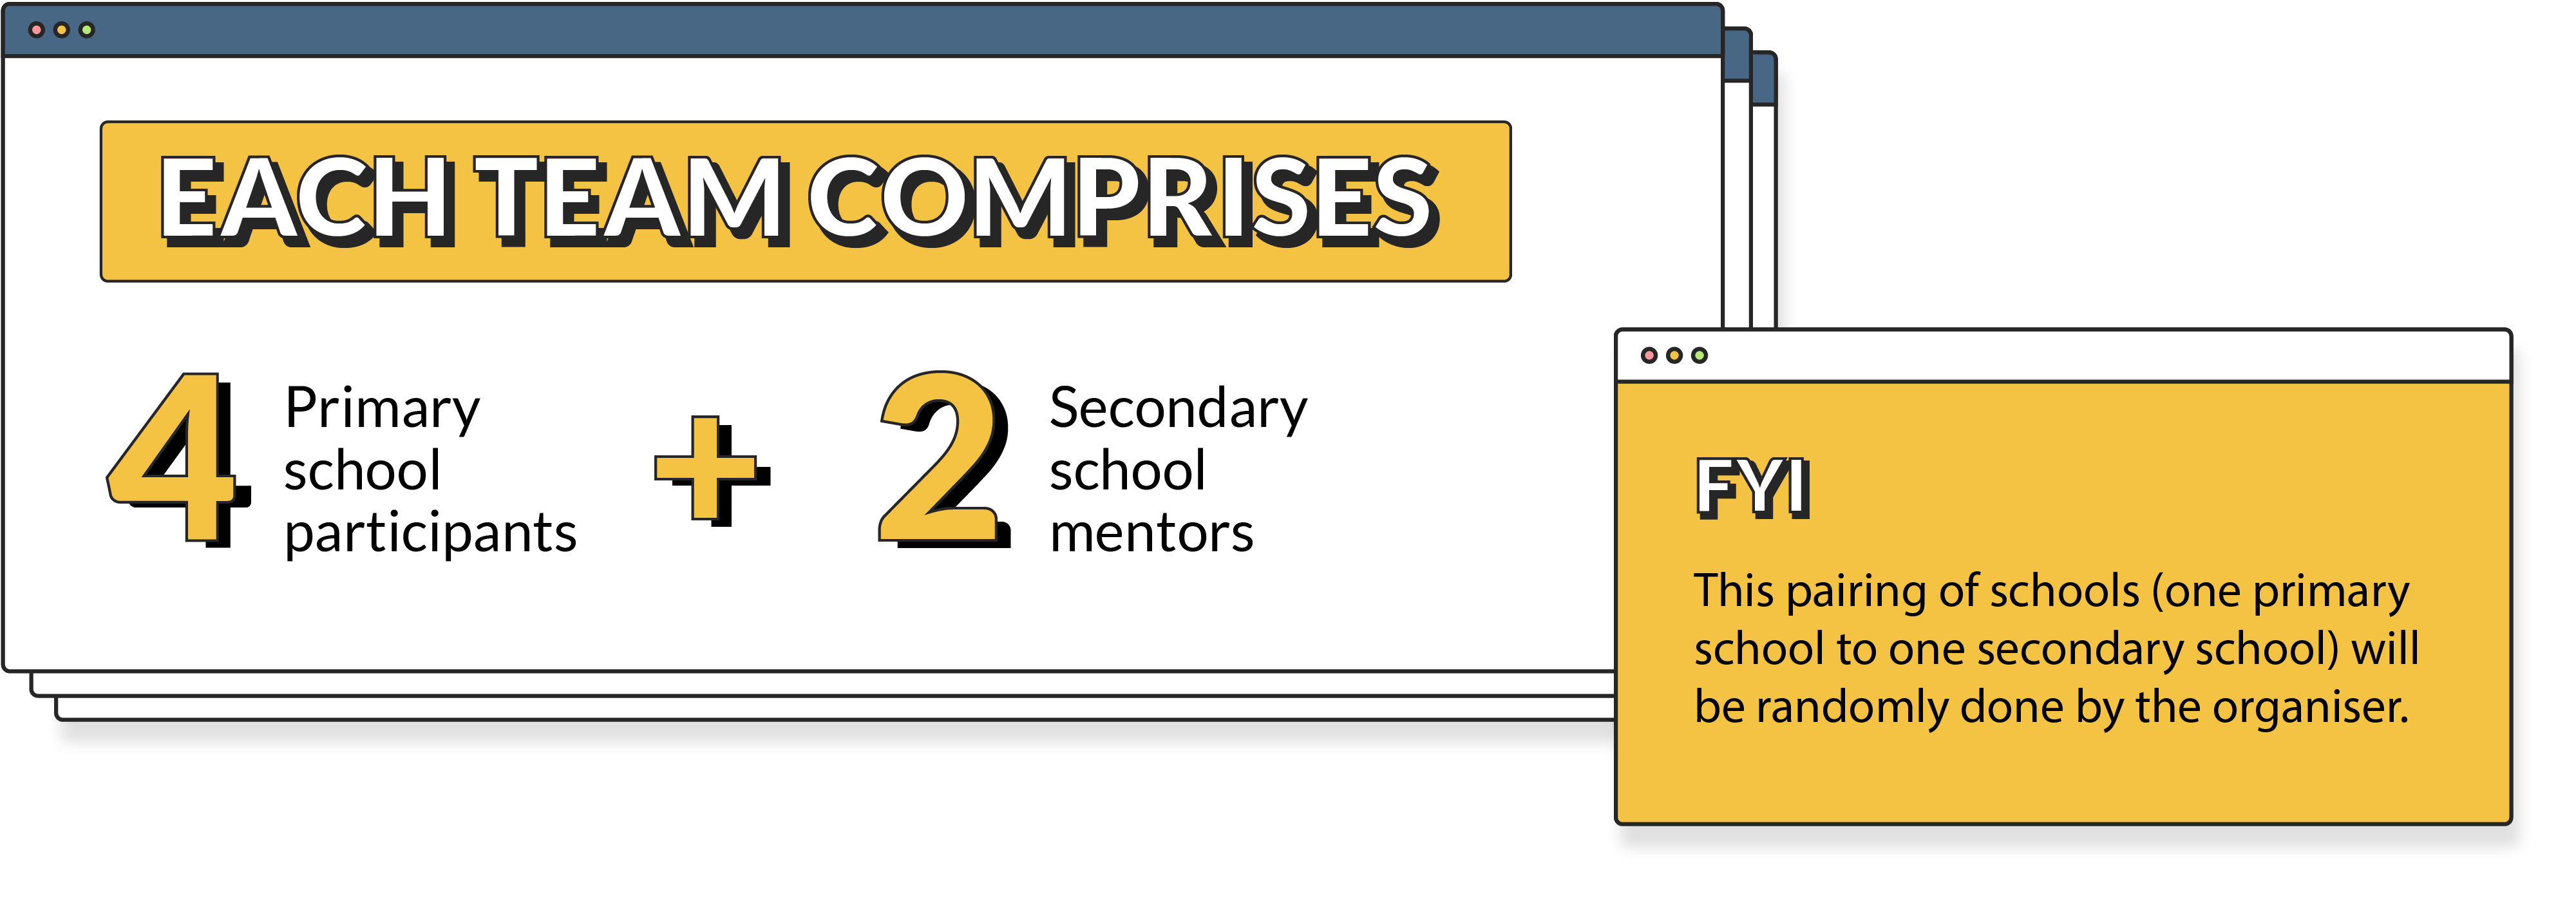 EACH TEAM COMPRISES
4
Primary
school
participants
+
2
Secondary
school
mentors
FYI
This pairing of schools (one primary
school to one secondary school) will
be randomly done by the organiser.